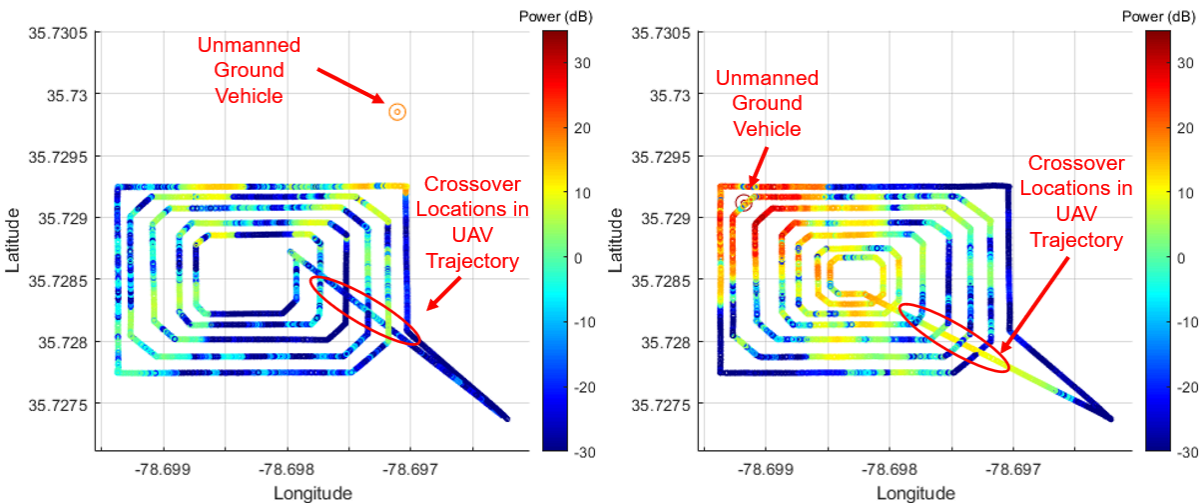 Power (dB)
35.7305
35.73
35.7295
35.729
35.7285
35.728
35.7275
Latitude
-78.699
-78.698
-78.697
Longitude
Unmanned
Ground
Vehicle
Crossover
Locations in
UAV
Trajectory
30
20
10
0
-10
-20
-30
Power (dB)
35.7305
35.73
35.7295
35.729
35.7285
35.728
35.7275
Latitude
-78.699
-78.698
-78.697
Longitude
Unmanned
Ground
Vehicle
Crossover
Locations in
UAV
Trajectory
30
20
10
0
-10
-20
-30